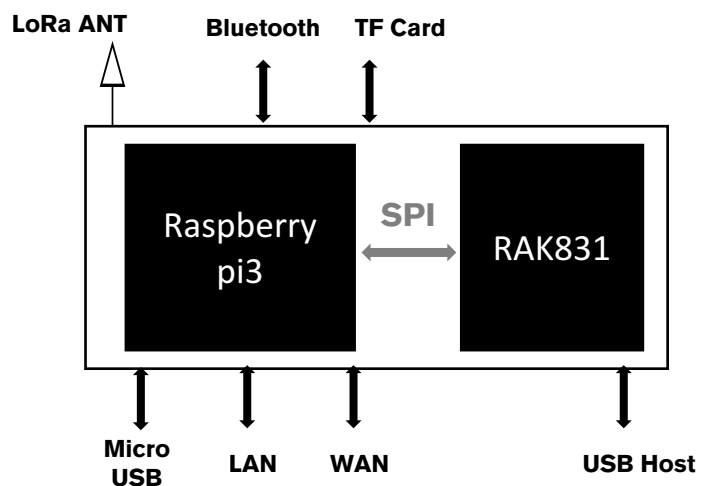 LoRa ANT
Bluetooth
TF Card
Raspberry
pi3
SPI
RAK831
Micro
USB
LAN
WAN
USB Host